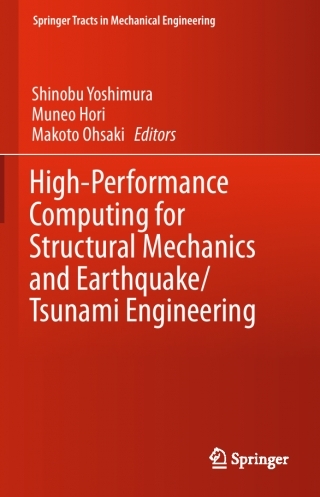 Springer Tracts in Mechanical Engineering
Shinobu Yoshimura
Muneo Hori
Makoto Ohsaki Editors
High-Performance
Computing for
Structural Mechanics
and Earthquake/
Tsunami Engineering
Springer